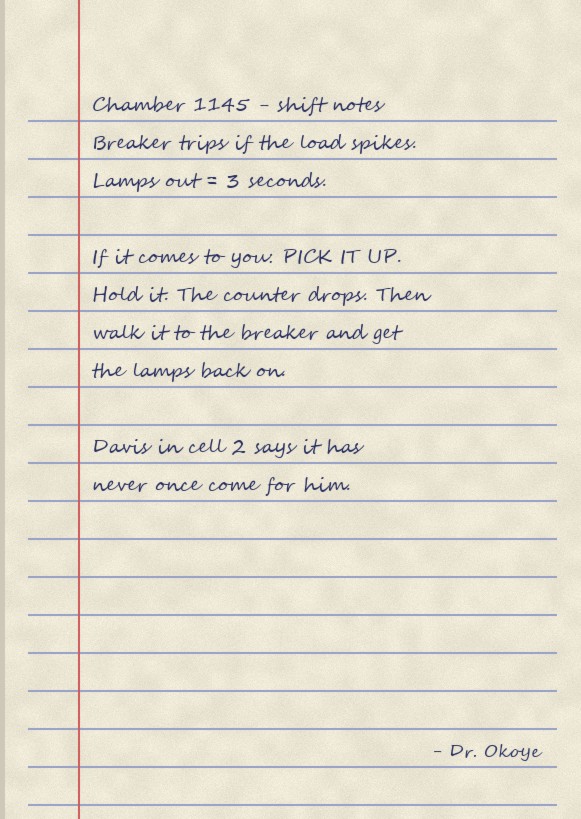 Chamber 1145 - shift notes
Breaker trips if the load spikes.
Lamps out = 3 seconds.
If it comes to you: PICK IT UP.
Hold it. The counter drops. Then
walk it to the breaker and get
the lamps back on.
Davis in cell 2 says it has
never once come for him.
- Dr. Okoye